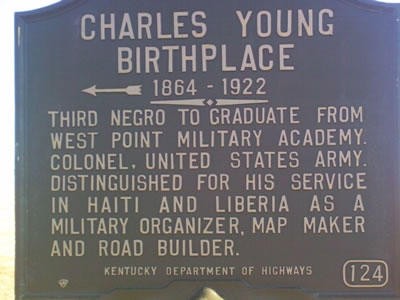 CHARLES YOUNG
BIRTHPLACE
1864 - 1922
THIRD NEGRO TO GRADUATE FROM
WEST POINT MILITARY ACADEMY.
COLONEL, UNITED STATES ARMY.
DISTINGUISHED FOR HIS SERVICE
IN HAITI AND LIBERIA AS A
MILITARY ORGANIZER, MAP MAKER
AND ROAD BUILDER.
KENTUCKY DEPARTMENT OF HIGHWAYS
124